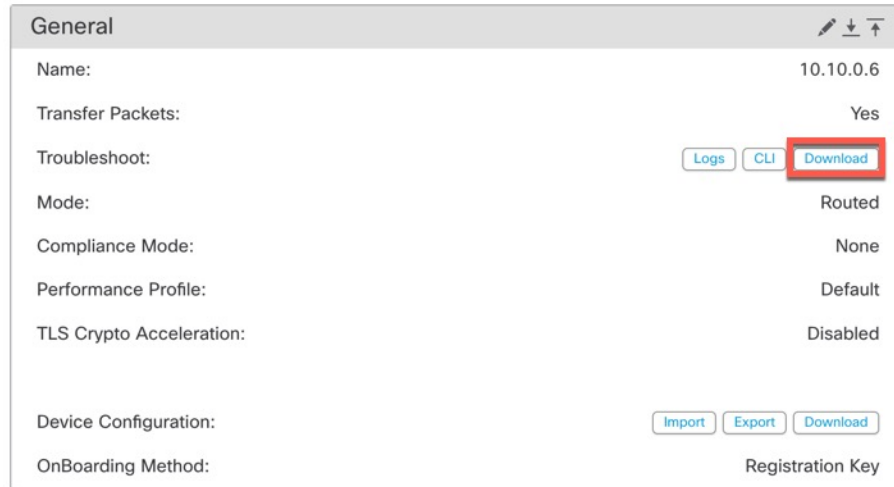 General
Name: 10.10.0.6
Transfer Packets: Yes
Troubleshoot: Logs CLI Download
Mode: Routed
Compliance Mode: None
Performance Profile: Default
TLS Crypto Acceleration: Disabled
Device Configuration: Import Export Download
OnBoarding Method: Registration Key